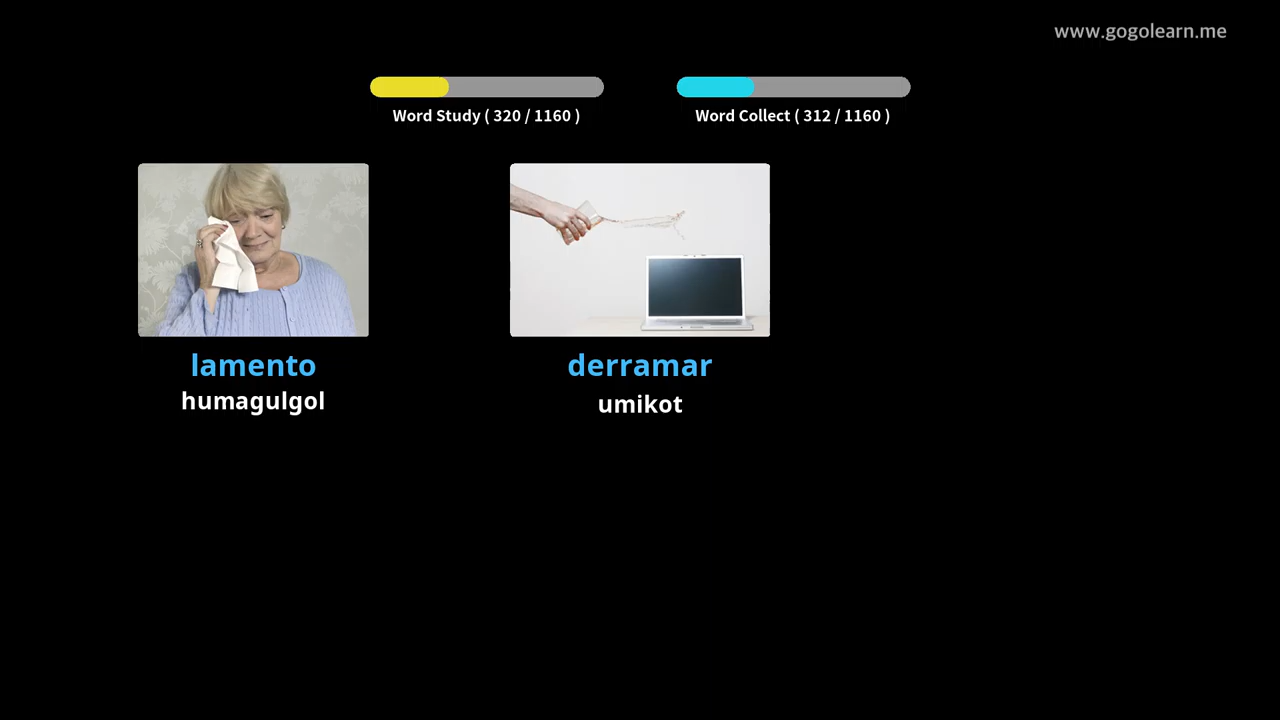 www.gogolearn.me
Word Study ( 320 / 1160 )
Word Collect ( 312 / 1160 )
lamento
humagulgol
derramar
umikot